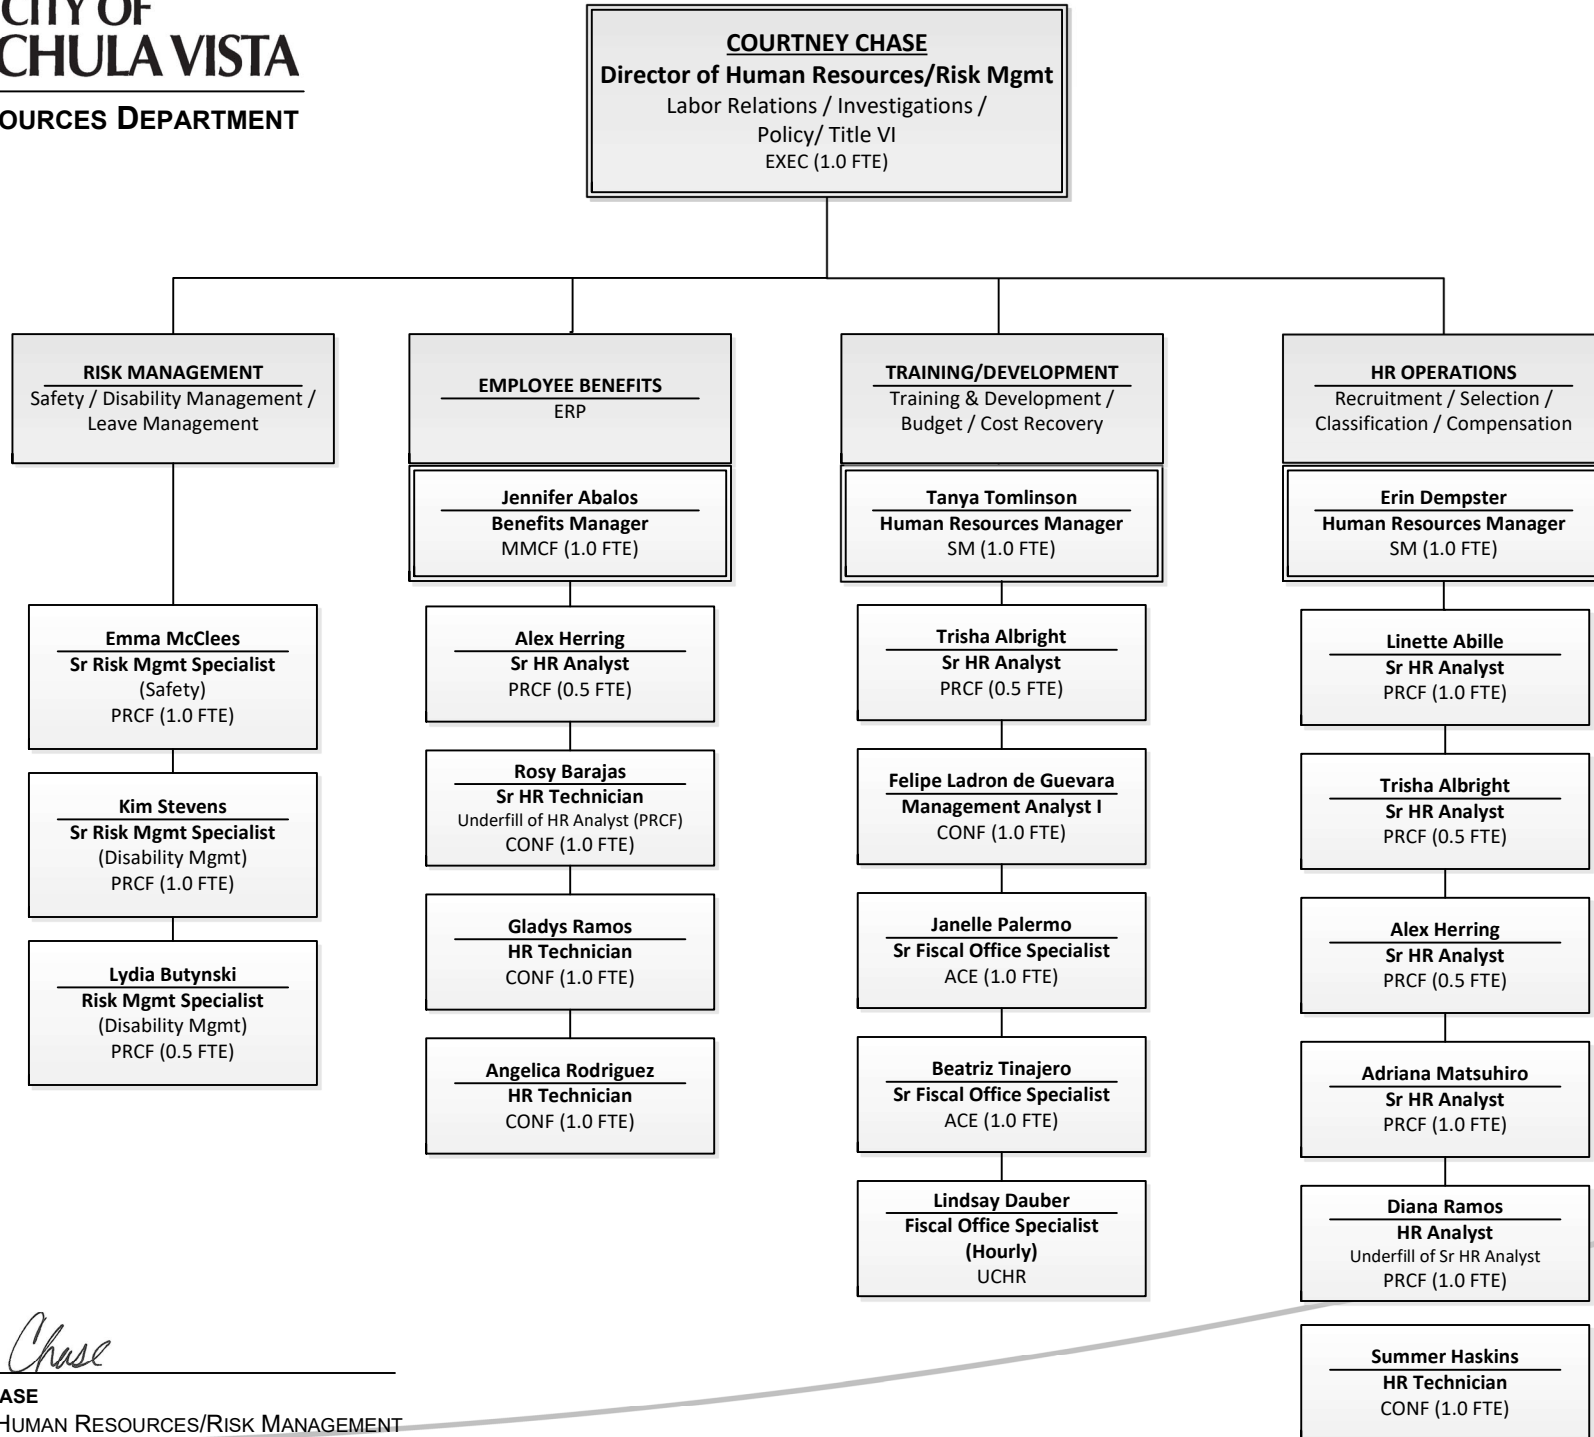 CITY OF
CHULA VISTA
OURCES DEPARTMENT
COURTNEY CHASE
Director of Human Resources/Risk Mgmt
Labor Relations / Investigations /
Policy/ Title VI
EXEC (1.0 FTE)
RISK MANAGEMENT
Safety / Disability Management /
Leave Management
Emma McClees
Sr Risk Mgmt Specialist
(Safety)
PRCF (1.0 FTE)
Kim Stevens
Sr Risk Mgmt Specialist
(Disability Mgmt)
PRCF (1.0 FTE)
Lydia Butynski
Risk Mgmt Specialist
(Disability Mgmt)
PRCF (0.5 FTE)
EMPLOYEE BENEFITS
ERP
Jennifer Abalos
Benefits Manager
MMCF (1.0 FTE)
Alex Herring
Sr HR Analyst
PRCF (0.5 FTE)
Rosy Barajas
Sr HR Technician
Underfill of HR Analyst (PRCF)
CONF (1.0 FTE)
Gladys Ramos
HR Technician
CONF (1.0 FTE)
Angelica Rodriguez
HR Technician
CONF (1.0 FTE)
TRAINING/DEVELOPMENT
Training & Development /
Budget / Cost Recovery
Tanya Tomlinson
Human Resources Manager
SM (1.0 FTE)
Trisha Albright
Sr HR Analyst
PRCF (0.5 FTE)
Felipe Ladron de Guevara
Management Analyst I
CONF (1.0 FTE)
Janelle Palermo
Sr Fiscal Office Specialist
ACE (1.0 FTE)
Beatriz Tinajero
Sr Fiscal Office Specialist
ACE (1.0 FTE)
Lindsay Dauber
Fiscal Office Specialist
(Hourly)
UCHR
HR OPERATIONS
Recruitment / Selection /
Classification / Compensation
Erin Dempster
Human Resources Manager
SM (1.0 FTE)
Linette Abille
Sr HR Analyst
PRCF (1.0 FTE)
Trisha Albright
Sr HR Analyst
PRCF (0.5 FTE)
Alex Herring
Sr HR Analyst
PRCF (0.5 FTE)
Adriana Matsuhiro
Sr HR Analyst
PRCF (1.0 FTE)
Diana Ramos
HR Analyst
Underfill of Sr HR Analyst
PRCF (1.0 FTE)
Summer Haskins
HR Technician
CONF (1.0 FTE)
Chase
ASE
HUMAN RESOURCES/RISK MANAGEMENT